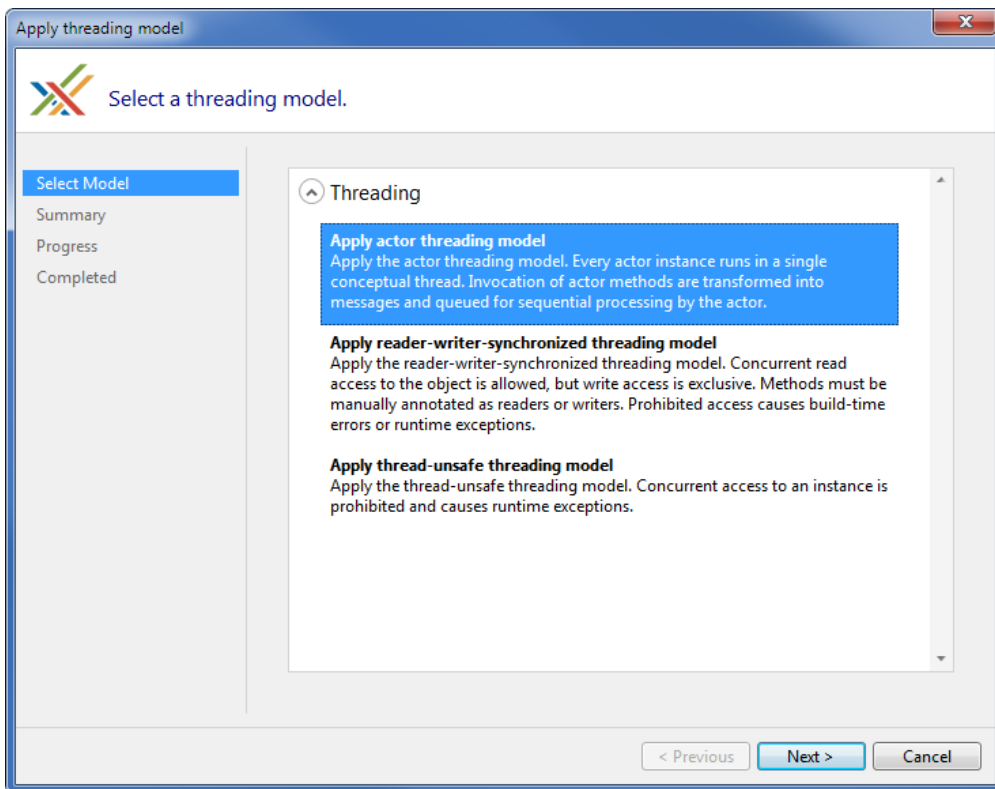 Apply threading model
Select a threading model.
Select Model
Summary
Progress
Completed
Threading
Apply actor threading model
Apply the actor threading model. Every actor instance runs in a single
conceptual thread. Invocation of actor methods are transformed into
messages and queued for sequential processing by the actor.
Apply reader-writer-synchronized threading model
Apply the reader-writer-synchronized threading model. Concurrent read
access to the object is allowed, but write access is exclusive. Methods must be
manually annotated as readers or writers. Prohibited access causes build-time
errors or runtime exceptions.
Apply thread-unsafe threading model
Apply the thread-unsafe threading model. Concurrent access to an instance is
prohibited and causes runtime exceptions.
< Previous
Next >
Cancel